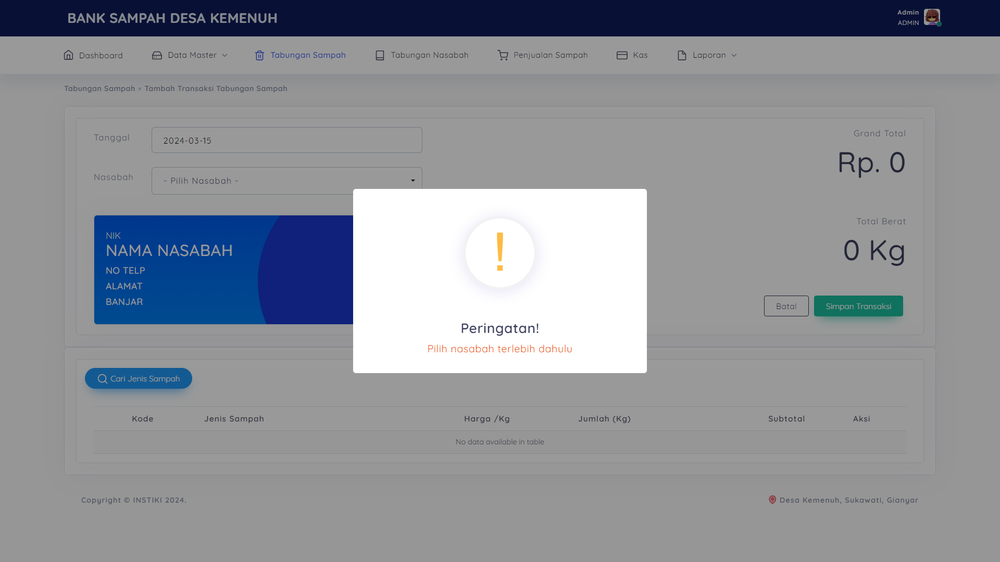 BANK SAMPAH DESA KEMENUH
Admin
ADMIN
Dashboard
Data Master
Tabungan Sampah
Tabungan Nasabah
Penjualan Sampah
Kas
Laporan
Tabungan Sampah
Tambah Transaksi Tabungan Sampah
Tanggal
2024-03-15
Nasabah
- Pilih Nasabah -
NIK
NAMA NASABAH
NO TELP
ALAMAT
BANJAR
Grand Total
Rp. 0
Total Berat
0 Kg
Batal
Simpan Transaksi
!
Peringatan!
Pilih nasabah terlebih dahulu
Cari Jenis Sampah
Kode Jenis Sampah Harga /Kg Jumlah (Kg) Subtotal Aksi
No data available in table
Copyright © INSTIKI 2024.
Desa Kemenuh, Sukawati, Gianyar